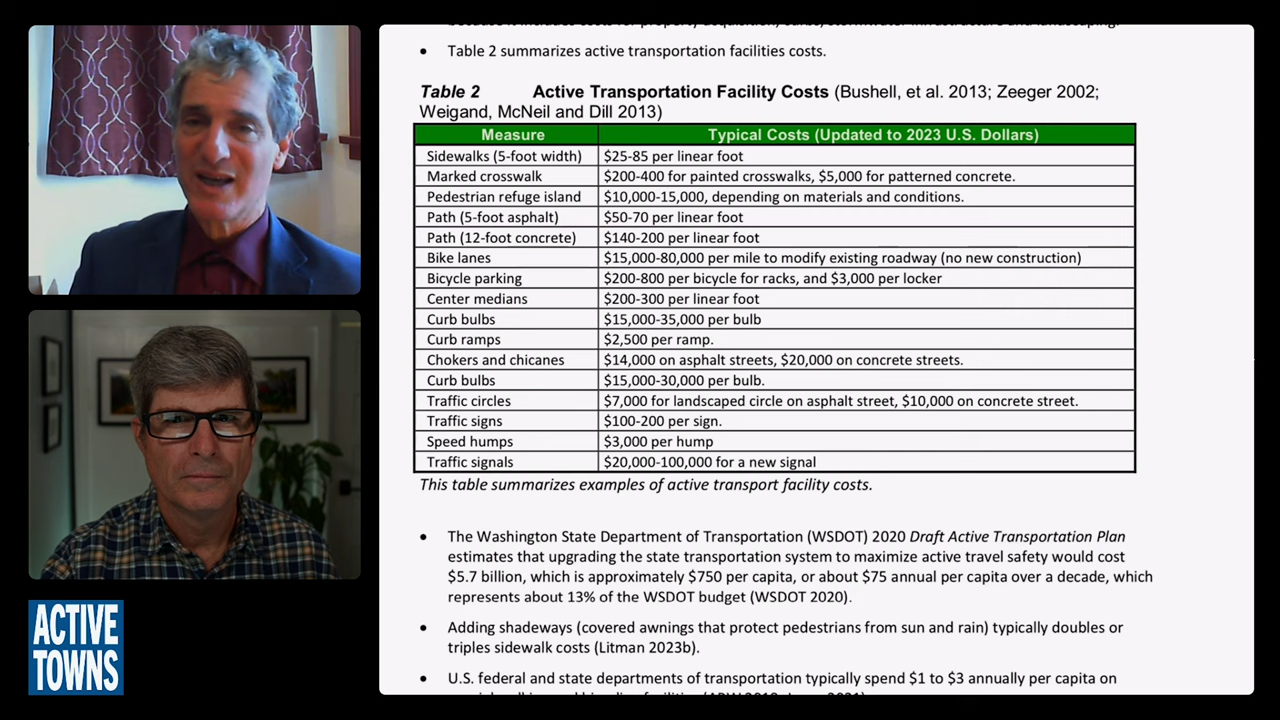 Table 2 summarizes active transportation facilities costs.
Table 2 Active Transportation Facility Costs (Bushell, et al. 2013; Zeeger 2002;
Weigand, McNeil and Dill 2013)
Measure Typical Costs (Updated to 2023 U.S. Dollars)
Sidewalks (5-foot width) $25-85 per linear foot
Marked crosswalk $200-400 for painted crosswalks, $5,000 for patterned concrete.
Pedestrian refuge island $10,000-15,000, depending on materials and conditions.
Path (5-foot asphalt) $50-70 per linear foot
Path (12-foot concrete) $140-200 per linear foot
Bike lanes $15,000-80,000 per mile to modify existing roadway (no new construction)
Bicycle parking $200-800 per bicycle for racks, and $3,000 per locker
Center medians $200-300 per linear foot
Curb bulbs $15,000-35,000 per bulb
Curb ramps $2,500 per ramp.
Chokers and chicanes $14,000 on asphalt streets, $20,000 on concrete streets.
Curb bulbs $15,000-30,000 per bulb.
Traffic circles $7,000 for landscaped circle on asphalt street, $10,000 on concrete street.
Traffic signs $100-200 per sign.
Speed humps $3,000 per hump
Traffic signals $20,000-100,000 for a new signal
This table summarizes examples of active transport facility costs.
The Washington State Department of Transportation (WSDOT) 2020 Draft Active Transportation Plan
estimates that upgrading the state transportation system to maximize active travel safety would cost
$5.7 billion, which is approximately $750 per capita, or about $75 annual per capita over a decade, which
represents about 13% of the WSDOT budget (WSDOT 2020).
Adding shadeways (covered awnings that protect pedestrians from sun and rain) typically doubles or
triples sidewalk costs (Litman 2023b).
U.S. federal and state departments of transportation typically spend $1 to $3 annually per capita on
ACTIVE
TOWNS